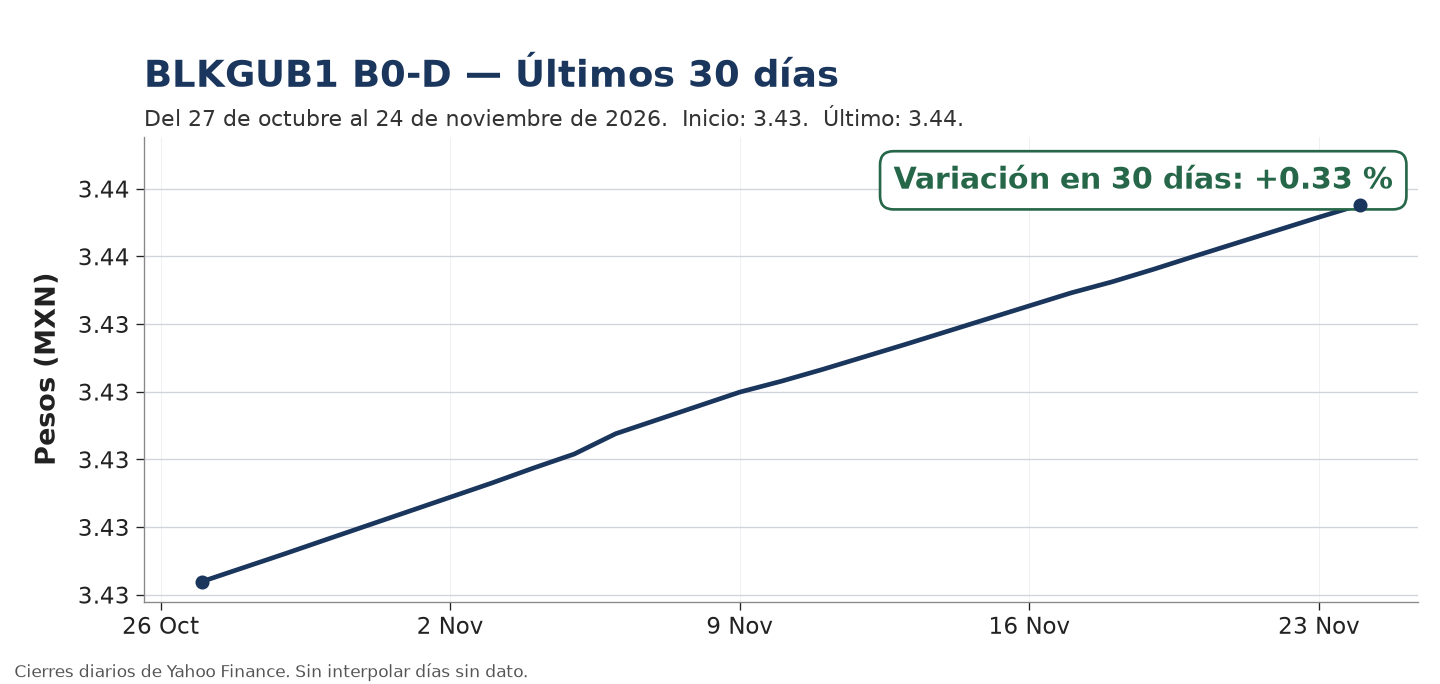 BLKGUB1 B0-D — Últimos 30 días
Del 27 de octubre al 24 de noviembre de 2026.  Inicio: 3.43.  Último: 3.44.
Variación en 30 días: +0.33 %
Pesos (MXN)
3.44
3.44
3.43
3.43
3.43
3.43
3.43
26 Oct
2 Nov
9 Nov
16 Nov
23 Nov
Cierres diarios de Yahoo Finance. Sin interpolar días sin dato.